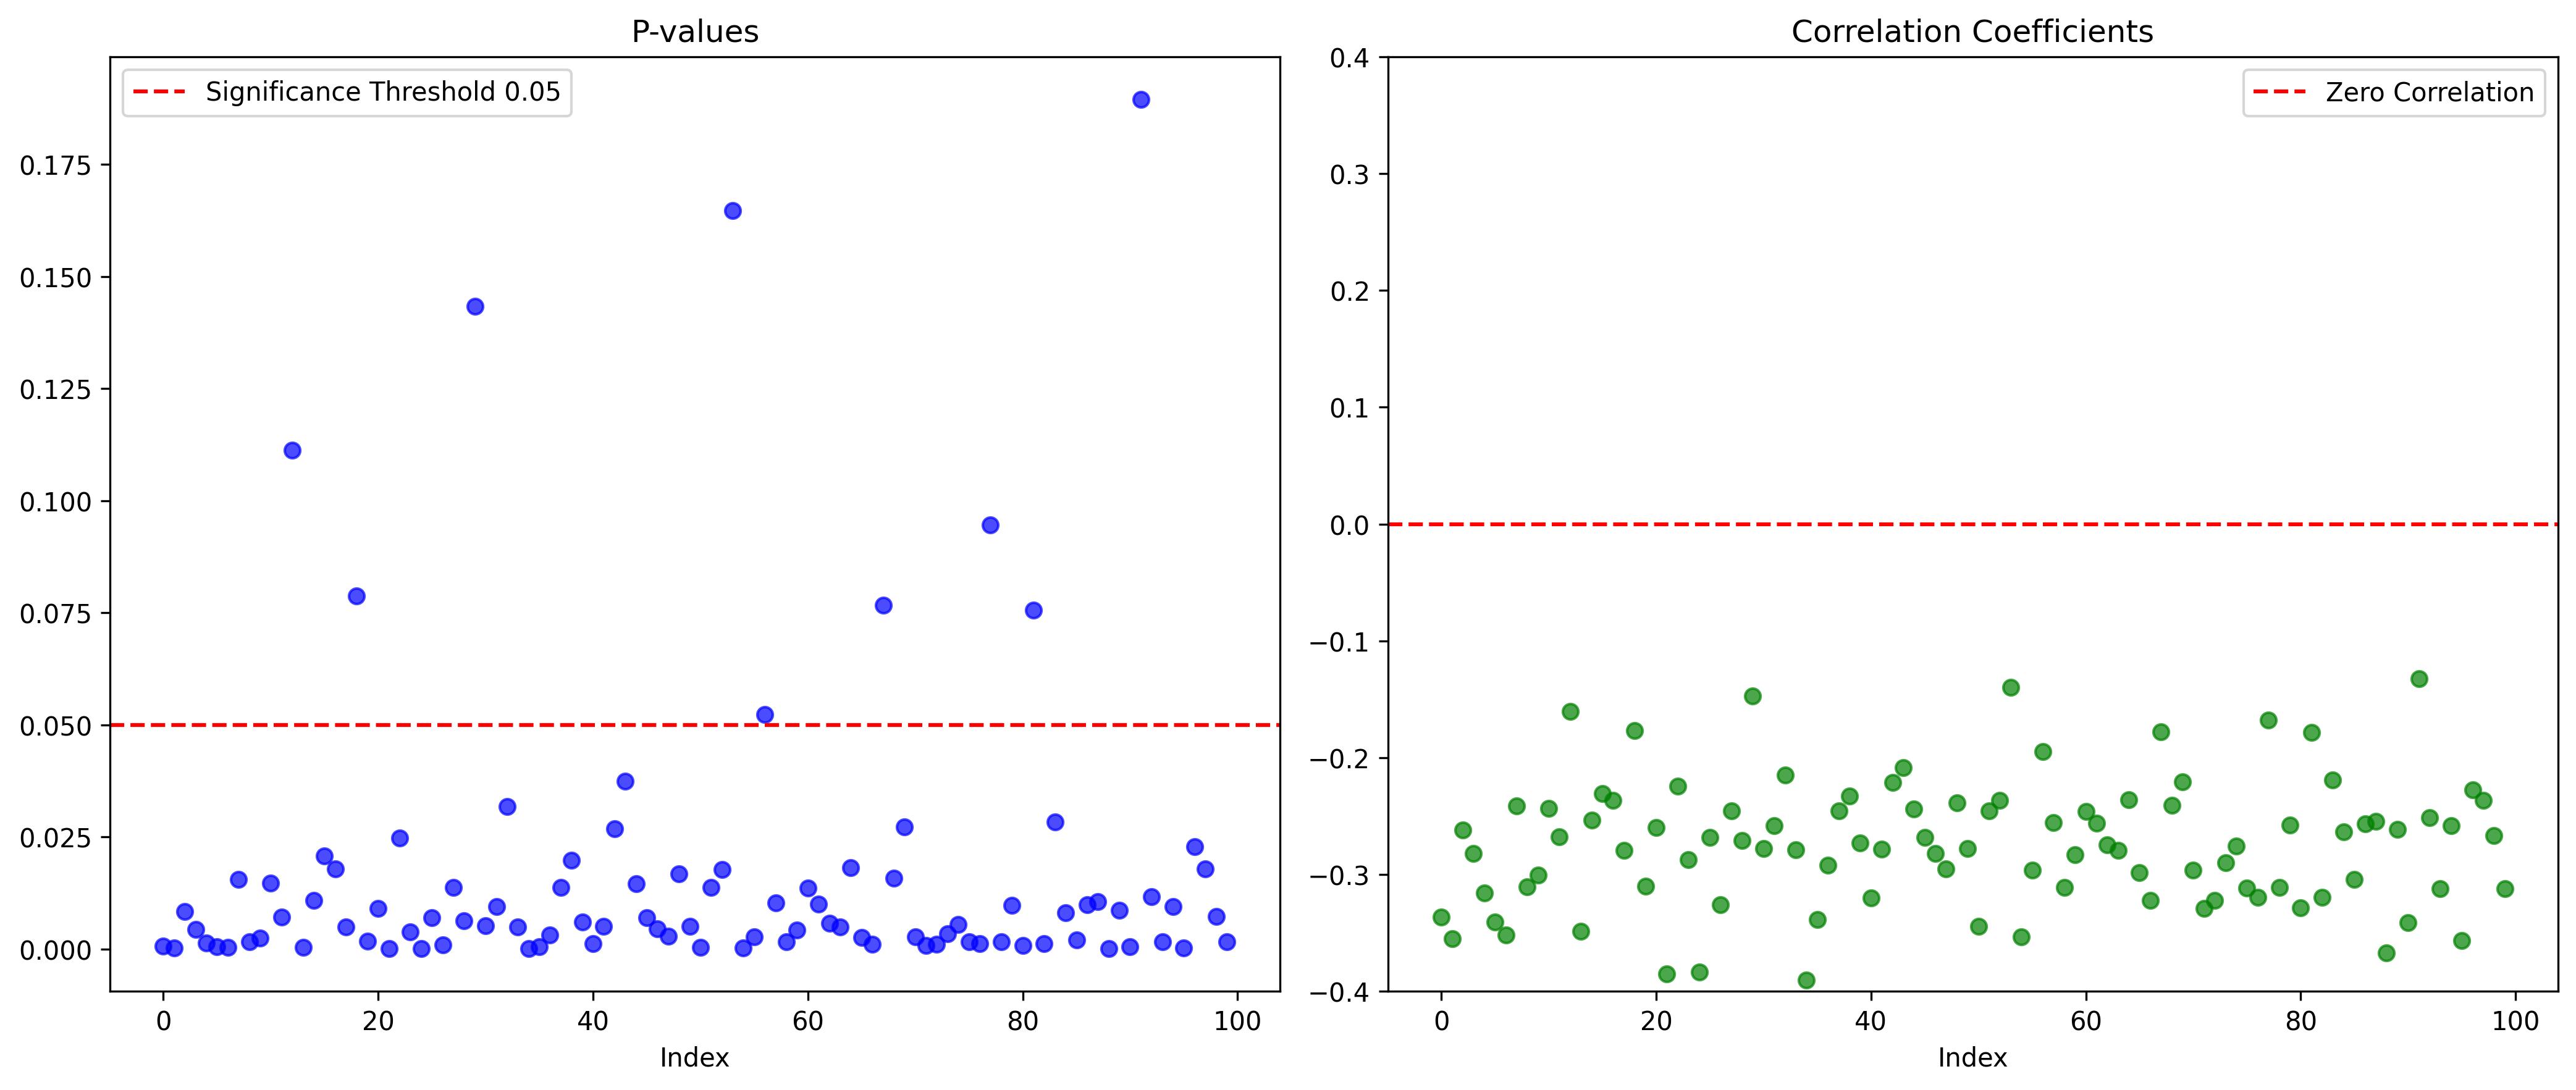 P-values
Significance Threshold 0.05
0.175
0.150
0.125
0.100
0.075
0.050
0.025
0.000
0 20 40 60 80 100
Index
Correlation Coefficients
Zero Correlation
0.4
0.3
0.2
0.1
0.0
−0.1
−0.2
−0.3
−0.4
0 20 40 60 80 100
Index